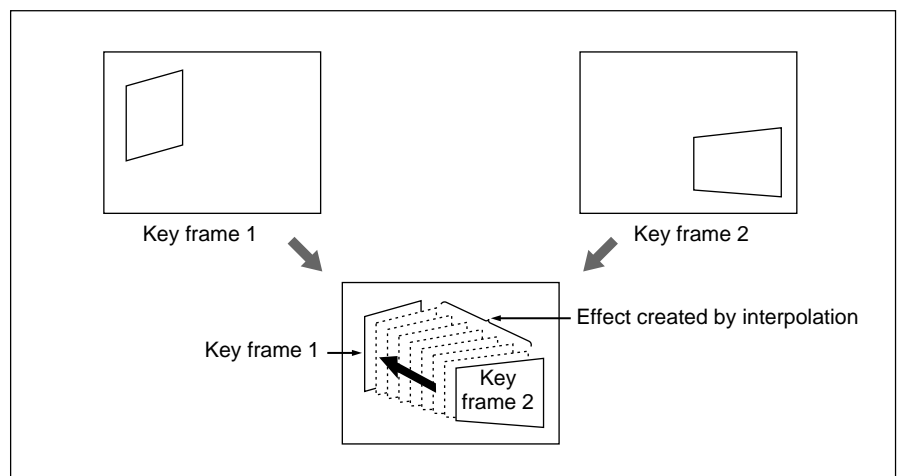 Key frame 1
Key frame 2
Effect created by interpolation
Key frame 1
Key
frame 2